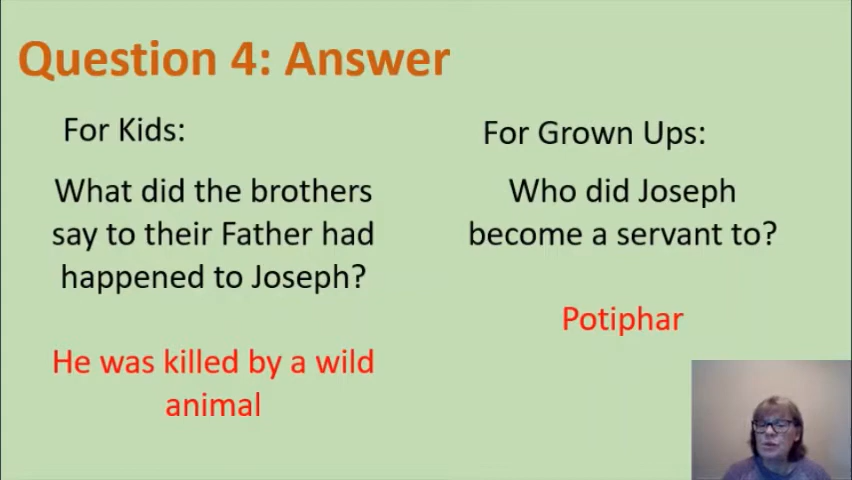 Question 4: Answer
For Kids:
What did the brothers
say to their Father had
happened to Joseph?
He was killed by a wild
animal
For Grown Ups:
Who did Joseph
become a servant to?
Potiphar